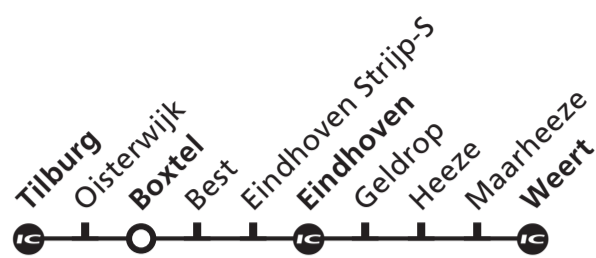 Tilburg
Oisterwijk
Boxtel
Best
Eindhoven Strijp-S
Eindhoven
Geldrop
Heeze
Maarheeze
Weert
IC
IC
IC